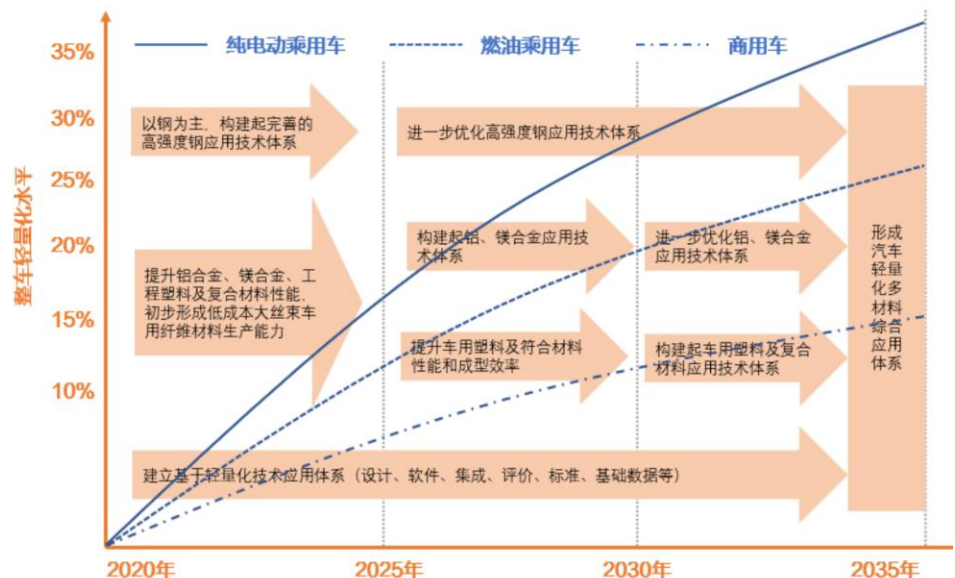 35%
纯电动乘用车
燃油乘用车
商用车
30%
以钢为主，构建起完善的
高强度钢应用技术体系
进一步优化高强度钢应用技术体系
25%
20%
构建起铝、镁合金应用技
术体系
进一步优化铝、镁合金
应用技术体系
提升铝合金、镁合金、工
程塑料及复合材料性能，
初步形成低成本大丝束车
用纤维材料生产能力
15%
提升车用塑料及符合材料
性能和成型效率
构建起车用塑料及复合
材料应用技术体系
10%
形成
汽车
轻量
化多
材料
综合
应用
体系
整车轻量化水平
建立基于轻量化技术应用体系（设计、软件、集成、评价、标准、基础数据等）
2020年
2025年
2030年
2035年